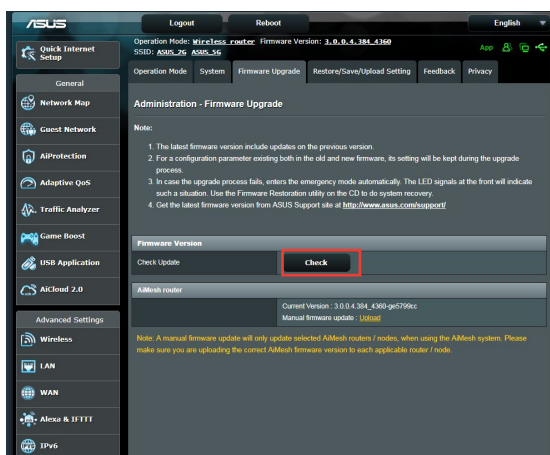 ASUS
Logout
Reboot
English
Operation Mode: Wireless router Firmware Version: 3.0.0.4.384_4360
SSID: ASUS_2G ASUS_5G
App
Quick Internet
Setup
Operation Mode System Firmware Upgrade Restore/Save/Upload Setting Feedback Privacy
General
Network Map
Guest Network
AiProtection
Adaptive QoS
Traffic Analyzer
Game Boost
USB Application
AiCloud 2.0
Advanced Settings
Wireless
LAN
WAN
Alexa & IFTTT
IPv6
Administration - Firmware Upgrade
Note:
1. The latest firmware version include updates on the previous version.
2. For a configuration parameter existing both in the old and new firmware, its setting will be kept during the upgrade
process.
3. In case the upgrade process fails, enters the emergency mode automatically. The LED signals at the front will indicate
such a situation. Use the Firmware Restoration utility on the CD to do system recovery.
4. Get the latest firmware version from ASUS Support site at http://www.asus.com/support/
Firmware Version
Check Update
Check
AiMesh router
Current Version : 3.0.0.4.384_4360-ge5799cc
Manual firmware update : Upload
Note: A manual firmware update will only update selected AiMesh routers / nodes, when using the AiMesh system. Please
make sure you are uploading the correct AiMesh firmware version to each applicable router / node.